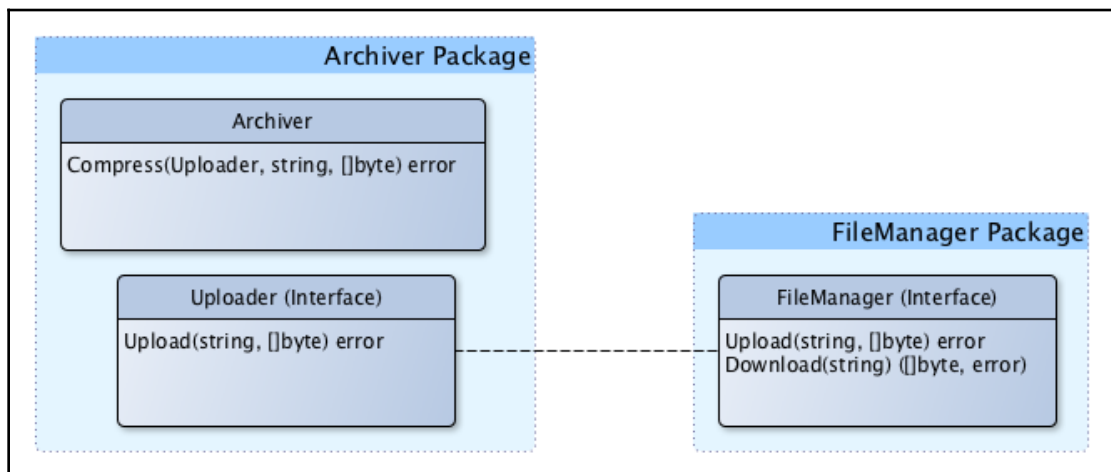 Archiver Package
Archiver
Compress(Uploader, string, []byte) error
Uploader (Interface)
Upload(string, []byte) error
FileManager Package
FileManager (Interface)
Upload(string, []byte) error
Download(string) ([]byte, error)